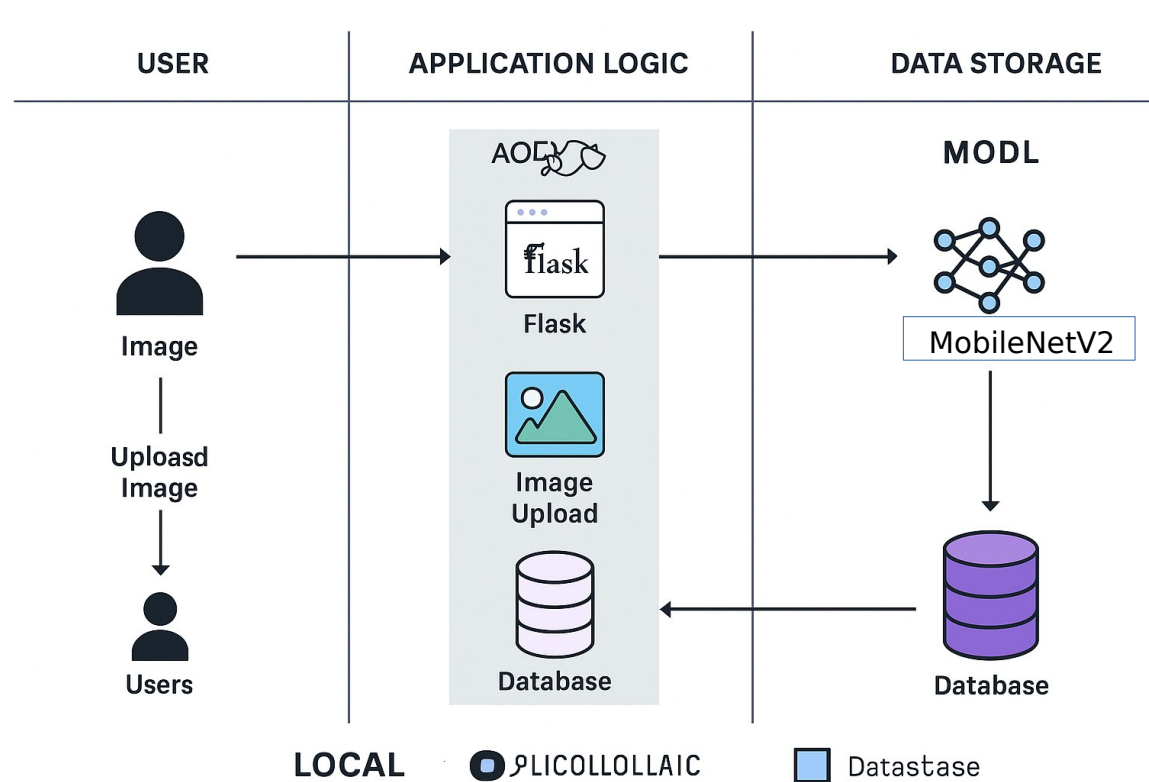 USER
APPLICATION LOGIC
DATA STORAGE
MODL
flask
Flask
MobileNetV2
Image
Uploasd
Image
Image
Upload
Users
Database
Database
LOCAL
PLICOLLOLLAIC
Datastase